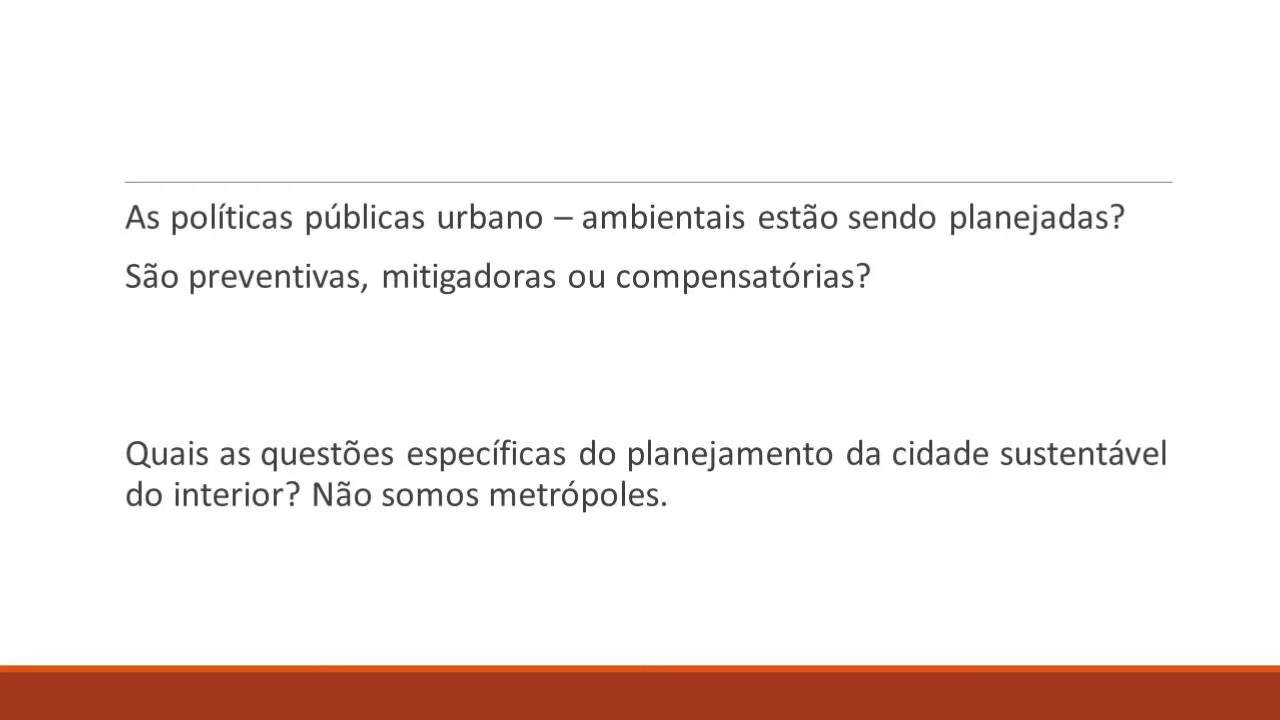 As políticas públicas urbano – ambientais estão sendo planejadas?
São preventivas, mitigadoras ou compensatórias?
Quais as questões específicas do planejamento da cidade sustentável
do interior? Não somos metrópoles.